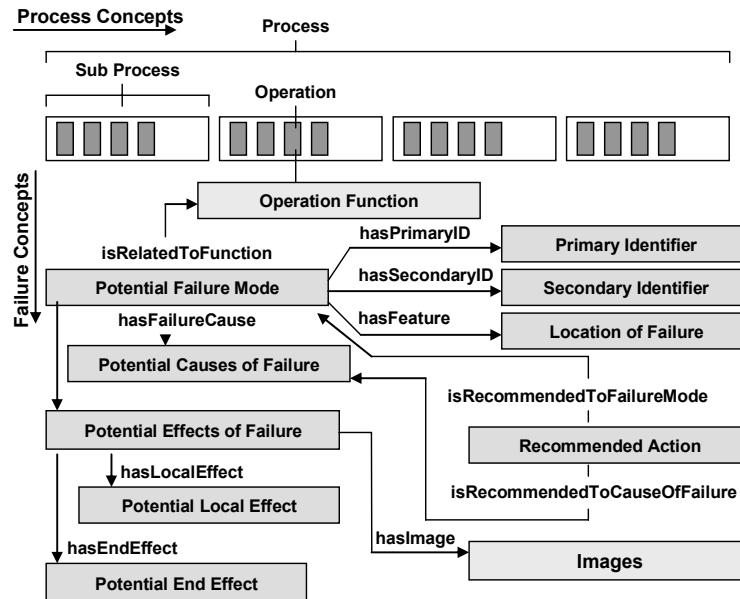 Process Concepts
Process
Sub Process
Operation
Failure Concepts
Operation Function
isRelatedToFunction
hasPrimaryID
Primary Identifier
Potential Failure Mode
hasSecondaryID
Secondary Identifier
hasFailureCause
hasFeature
Location of Failure
Potential Causes of Failure
isRecommendedToFailureMode
Potential Effects of Failure
Recommended Action
hasLocalEffect
isRecommendedToCauseOfFailure
Potential Local Effect
hasEndEffect
hasImage
Images
Potential End Effect